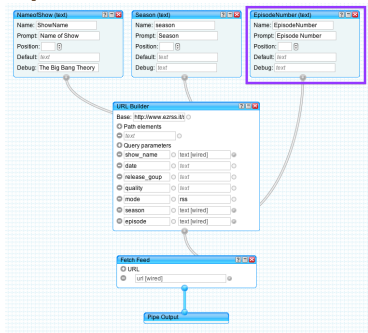 NameofShow (text)
Name: ShowName
Prompt: Name of Show
Position:
Default: text
Debug: The Big Bang Theory
Season (text)
Name: season
Prompt: Season
Position:
Default: text
Debug: text
EpisodeNumber (text)
Name: EpisodeNumber
Prompt: Episode Number
Position:
Default: text
Debug: text
URL Builder
Base: http://www.ezrss.it/
Path elements
text
Query parameters
show_name text [wired]
date text
release_goup text
quality text
mode rss
season text [wired]
episode text [wired]
Fetch Feed
URL
url [wired]
Pipe Output